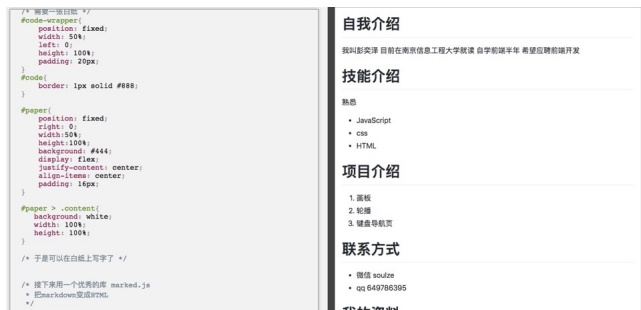 /* 需要一张白纸 */
#code-wrapper{
position: fixed;
width: 50%;
left: 0;
height: 100%;
padding: 20px;
}
#code{
border: 1px solid #888;
}
#paper{
position: fixed;
right: 0;
width:50%;
height:100%;
background: #444;
display: flex;
justify-content: center;
align-items: center;
padding: 16px;
}
#paper > .content{
background: white;
width: 100%;
height: 100%;
}
/* 于是可以在白纸上写字了 */
/* 接下来用一个优秀的库 marked.js
* 把markdown变成HTML
*/
自我介绍
我叫彭奕泽 目前在南京信息工程大学就读 自学前端半年 希望应聘前端开发
技能介绍
熟悉
• JavaScript
• css
• HTML
项目介绍
1. 画板
2. 轮播
3. 键盘导航页
联系方式
• 微信 soulze
• qq 649786395